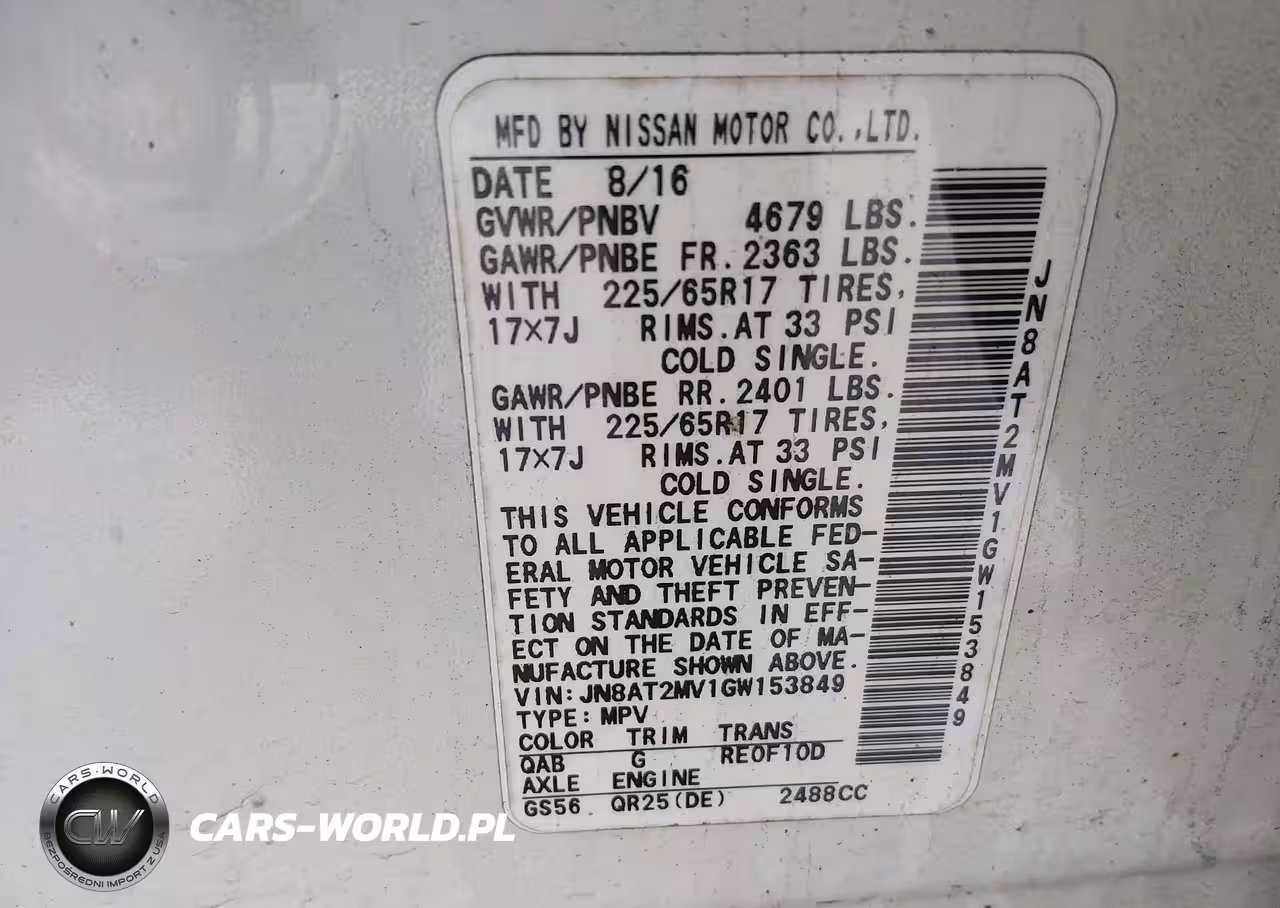 MFD BY NISSAN MOTOR CO.,LTD.
DATE 8/16
GVWR/PNBV 4679 LBS.
GAWR/PNBE FR. 2363 LBS.
WITH 225/65R17 TIRES,
17×7J RIMS.AT 33 PSI
COLD SINGLE.
GAWR/PNBE RR. 2401 LBS.
WITH 225/65R17 TIRES,
17×7J RIMS.AT 33 PSI
COLD SINGLE.
THIS VEHICLE CONFORMS
TO ALL APPLICABLE FED-
ERAL MOTOR VEHICLE SA-
FETY AND THEFT PREVEN-
TION STANDARDS IN EFF-
ECT ON THE DATE OF MA-
NUFACTURE SHOWN ABOVE.
VIN: JN8AT2MV1GW153849
TYPE: MPV
COLOR TRIM TRANS
QAB G RE0F10D
AXLE ENGINE
GS56 QR25(DE) 2488CC
JN8AT2MV1GW153849
CARS-WORLD
CW
BEZPOŚREDNI IMPORT Z USA
CARS-WORLD.PL